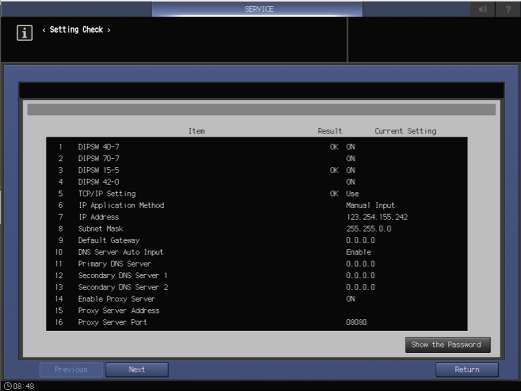 SERVICE
?
i ‹ Setting Check ›
Item Result Current Setting
1 DIPSW 40-7 OK ON
2 DIPSW 70-7 ON
3 DIPSW 15-5 OK ON
4 DIPSW 42-0 ON
5 TCP/IP Setting OK Use
6 IP Application Method Manual Input
7 IP Address 123.254.155.242
8 Subnet Mask 255.255.0.0
9 Default Gateway 0.0.0.0
10 DNS Server Auto Input Enable
11 Primary DNS Server 0.0.0.0
12 Secondary DNS Server 1 0.0.0.0
13 Secondary DNS Server 2 0.0.0.0
14 Enable Proxy Server ON
15 Proxy Server Address
16 Proxy Server Port 08080
Show the Password
Previous Next Return
08:48